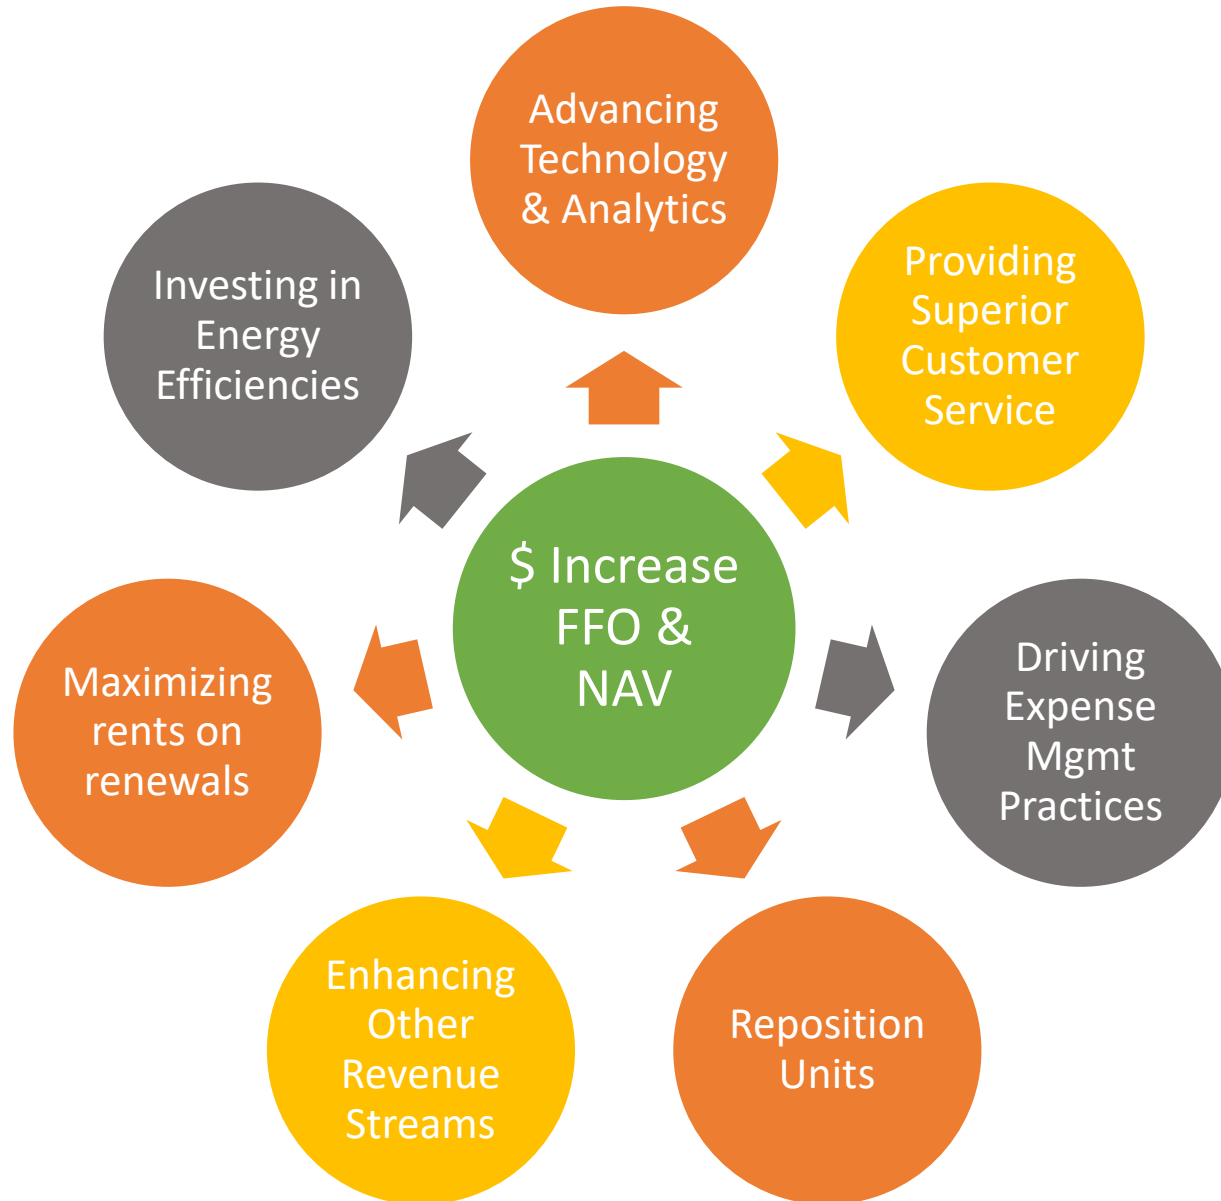 Advancing
Technology
& Analytics
Providing
Superior
Customer
Service
Driving
Expense
Mgmt
Practices
Reposition
Units
Enhancing
Other
Revenue
Streams
Maximizing
rents on
renewals
Investing in
Energy
Efficiencies
$ Increase
FFO &
NAV